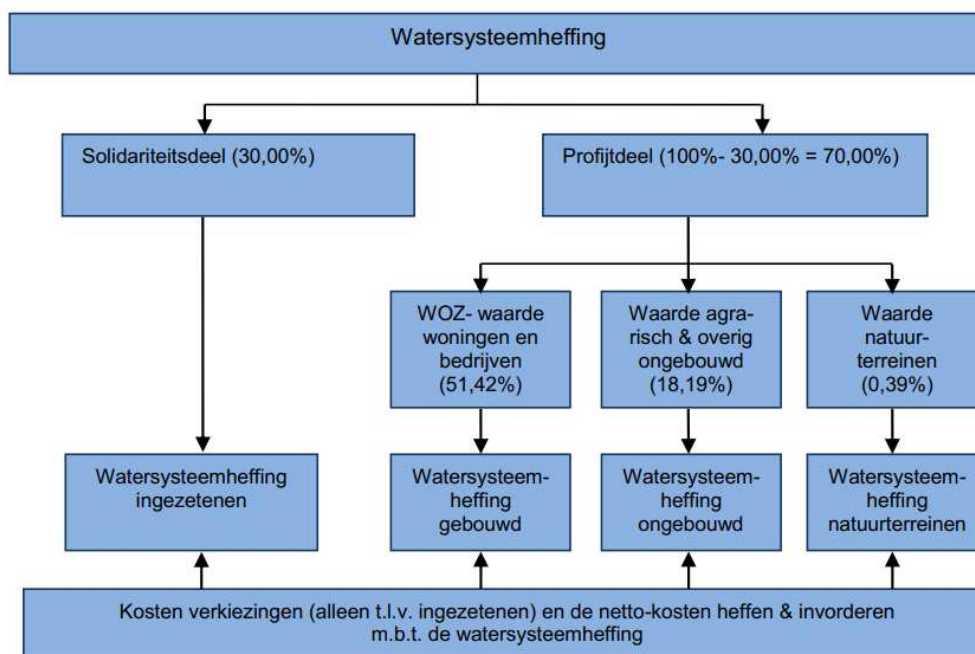 Watersysteemheffing
Solidariteitsdeel (30,00%)
Profijtdeel (100%- 30,00% = 70,00%)
WOZ- waarde
woningen en
bedrijven
(51,42%)
Waarde agra-
risch & overig
ongebouwd
(18,19%)
Waarde
natuur-
terreinen
(0,39%)
Watersysteemheffing
ingezetenen
Watersysteem-
heffing
gebouwd
Watersysteem-
heffing
ongebouwd
Watersysteem-
heffing
natuurterreinen
Kosten verkiezingen (alleen t.l.v. ingezetenen) en de netto-kosten heffen & invorderen
m.b.t. de watersysteemheffing